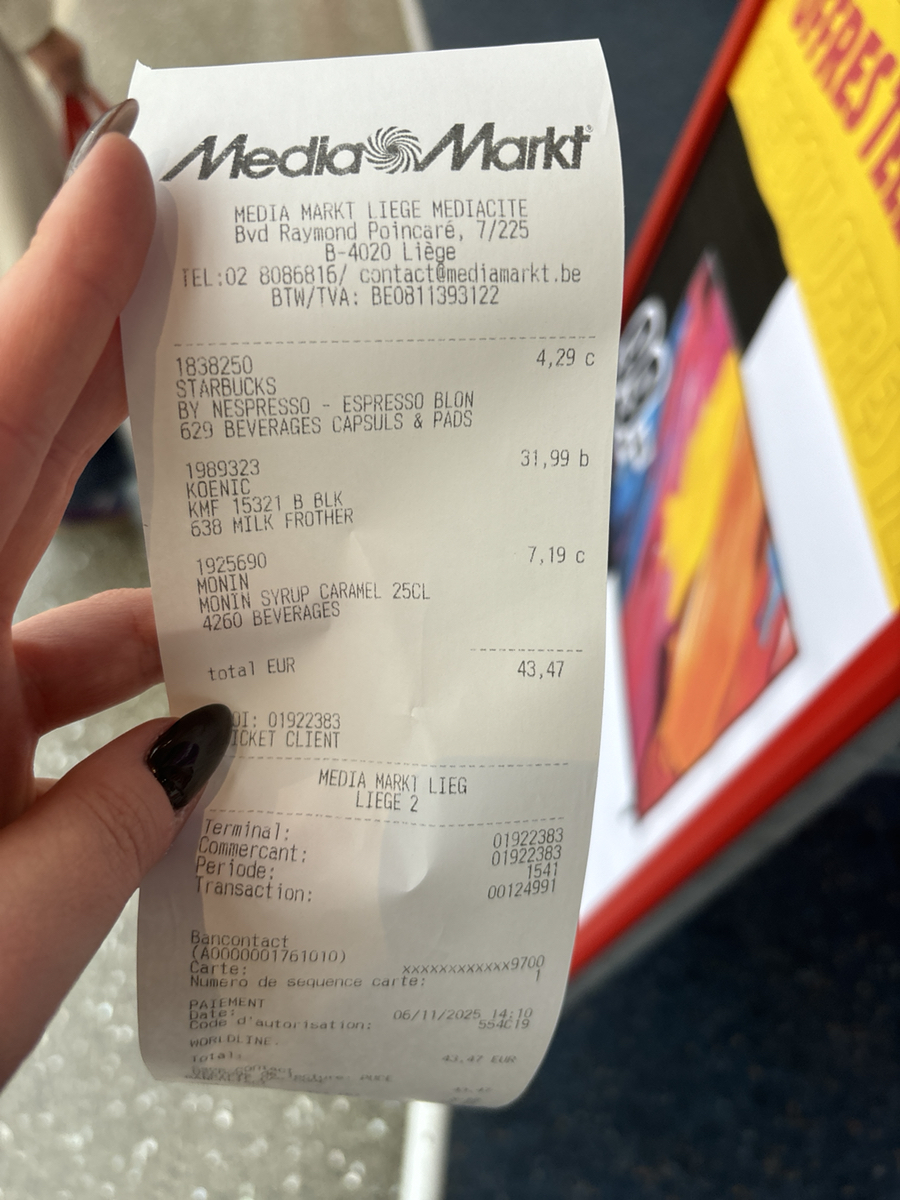 Media Markt
MEDIA MARKT LIEGE MEDIACITE
Bvd Raymond Poincaré, 7/225
B-4020 Liège
TEL:02 8086816/ contact@mediamarkt.be
BTW/TVA: BE0811393122
1838250 4,29 c
STARBUCKS
BY NESPRESSO - ESPRESSO BLON
629 BEVERAGES CAPSULS & PADS
1989323 31,99 b
KOENIC
KMF 15321 B BLK
638 MILK FROTHER
1925690 7,19 c
MONIN
MONIN SYRUP CARAMEL 25CL
4260 BEVERAGES
total EUR 43,47
OI: 01922383
ICKET CLIENT
MEDIA MARKT LIEG
LIEGE 2
Terminal: 01922383
Commercant: 01922383
Periode: 1541
Transaction: 00124991
Bancontact
(A0000001761010)
Carte: xxxxxxxxxxxxx9700
Numero de sequence carte: 1
PAIEMENT
Date: 06/11/2025 14:10
Code d'autorisation: 554C19
WORLDLINE.
Total: 43,47 EUR
OFFRES